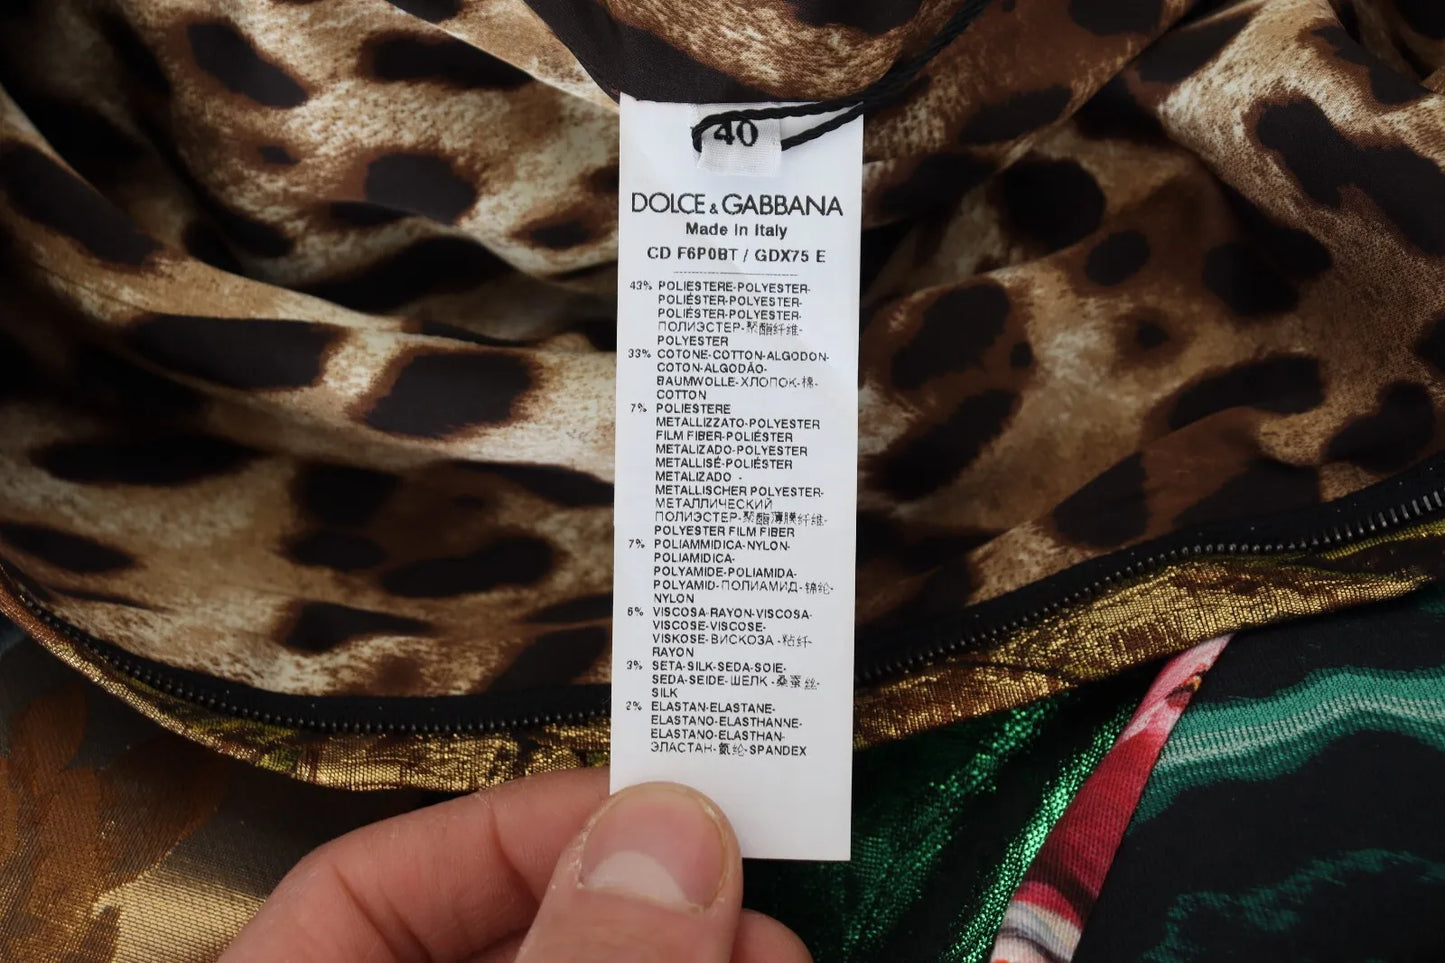 40
DOLCE & GABBANA
Made in Italy
CD F6P0BT / GDX75 E
43% POLIESTERE-POLYESTER-
POLIÉSTER-POLYESTER-
POLIÉSTER-POLYESTER-
ПОЛИЭСТЕР-聚酯纤维-
POLYESTER
33% COTONE-COTTON-ALGODON-
COTON-ALGODÃO-
BAUMWOLLE-ХЛОПОК-棉-
COTTON
7% POLIESTERE
METALLIZZATO-POLYESTER
FILM FIBER-POLIÉSTER
METALIZADO-POLYESTER
METALLISÉ-POLIÉSTER
METALIZADO -
METALLISCHER POLYESTER-
МЕТАЛЛИЧЕСКИЙ
ПОЛИЭСТЕР-聚酯薄膜纤维-
POLYESTER FILM FIBER
7% POLIAMMIDICA-NYLON-
POLIAMIDICA-
POLYAMIDE-POLIAMIDA-
POLYAMID-ПОЛИАМИД-锦纶-
NYLON
6% VISCOSA-RAYON-VISCOSA-
VISCOSE-VISCOSE-
VISKOSE-ВИСКОЗА-粘纤-
RAYON
3% SETA-SILK-SEDA-SOIE-
SEDA-SEIDE-ШЕЛК-桑蚕丝-
SILK
2% ELASTAN-ELASTANE-
ELASTANO-ELASTHANNE-
ELASTANO-ELASTHAN-
ЭЛАСТАН-氨纶-SPANDEX